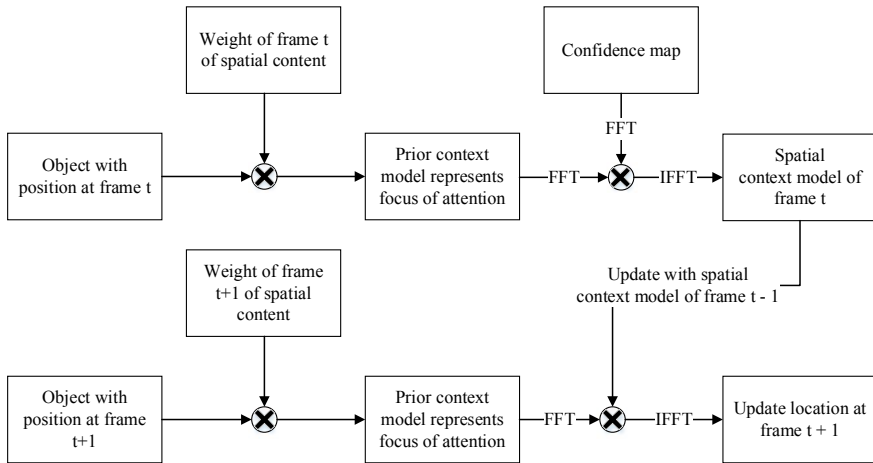 Weight of frame t
of spatial content
Confidence map
FFT
Object with
position at frame t
Prior context
model represents
focus of attention
FFT
IFFT
Spatial
context model of
frame t
Weight of frame
t+1 of spatial
content
Update with spatial
context model of frame t - 1
Object with
position at frame
t+1
Prior context
model represents
focus of attention
FFT
IFFT
Update location at
frame t + 1